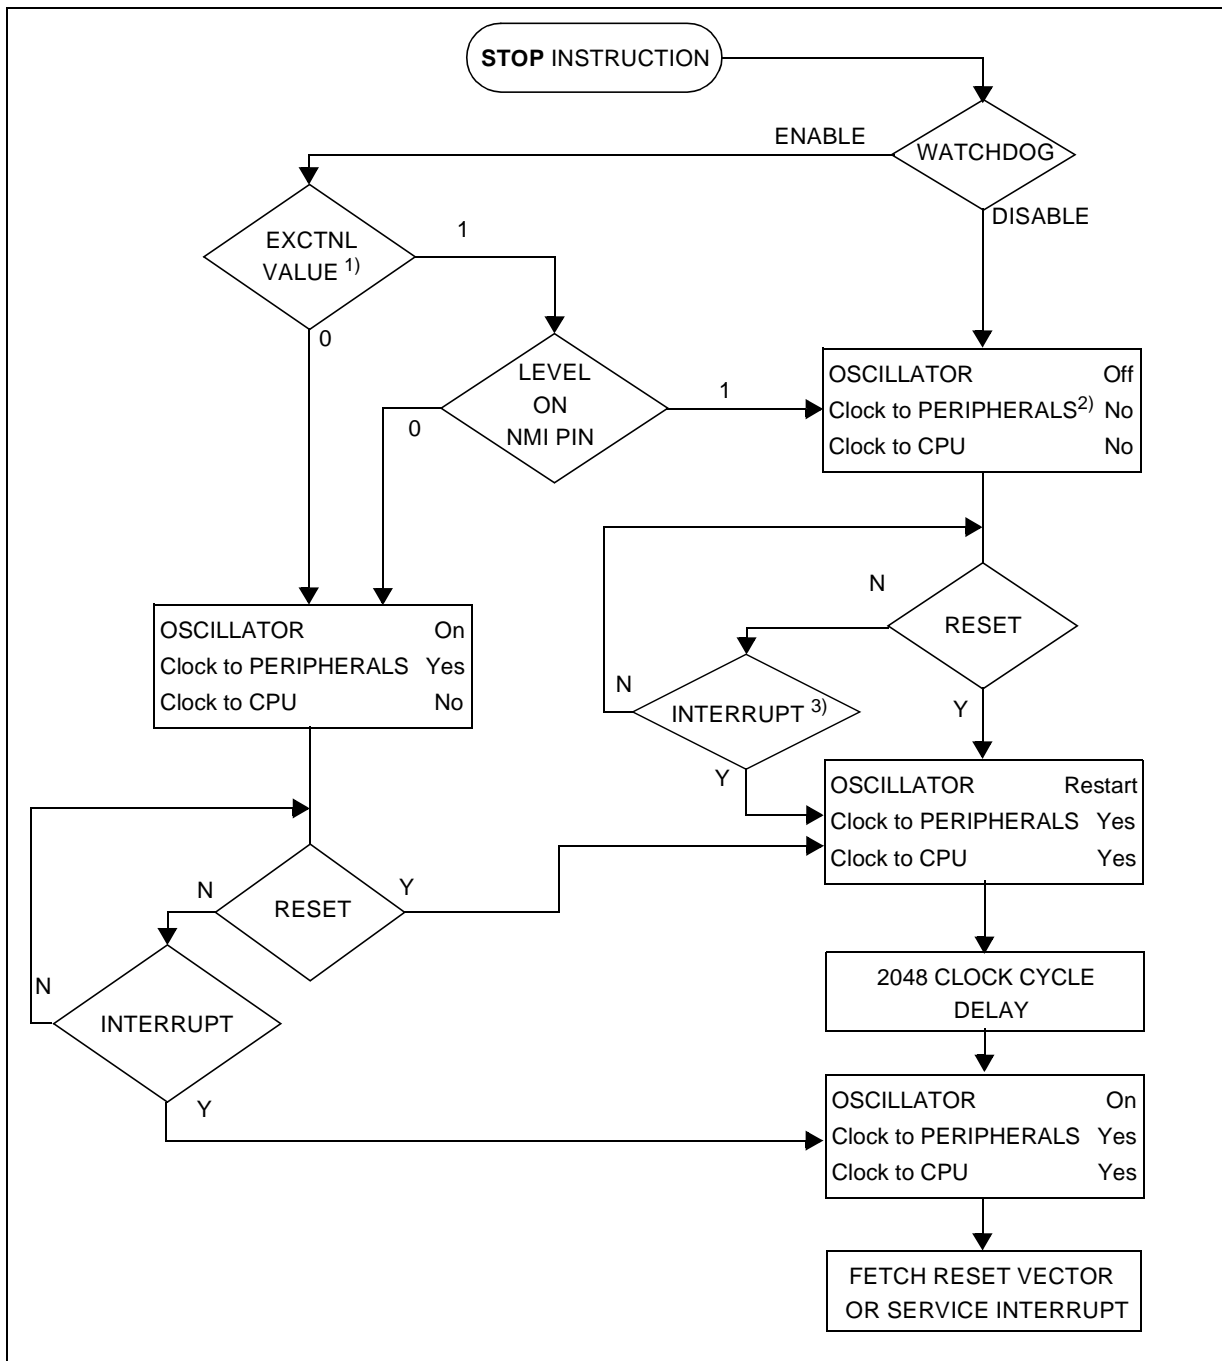 STOP INSTRUCTION
WATCHDOG
ENABLE
DISABLE
EXCTNL
VALUE 1)
1
0
LEVEL
ON
NMI PIN
1
0
OSCILLATOR Off
Clock to PERIPHERALS2) No
Clock to CPU No
N
RESET
Y
OSCILLATOR On
Clock to PERIPHERALS Yes
Clock to CPU No
N
INTERRUPT 3)
Y
OSCILLATOR Restart
Clock to PERIPHERALS Yes
Clock to CPU Yes
N
RESET
Y
N
INTERRUPT
Y
2048 CLOCK CYCLE
DELAY
OSCILLATOR On
Clock to PERIPHERALS Yes
Clock to CPU Yes
FETCH RESET VECTOR
OR SERVICE INTERRUPT